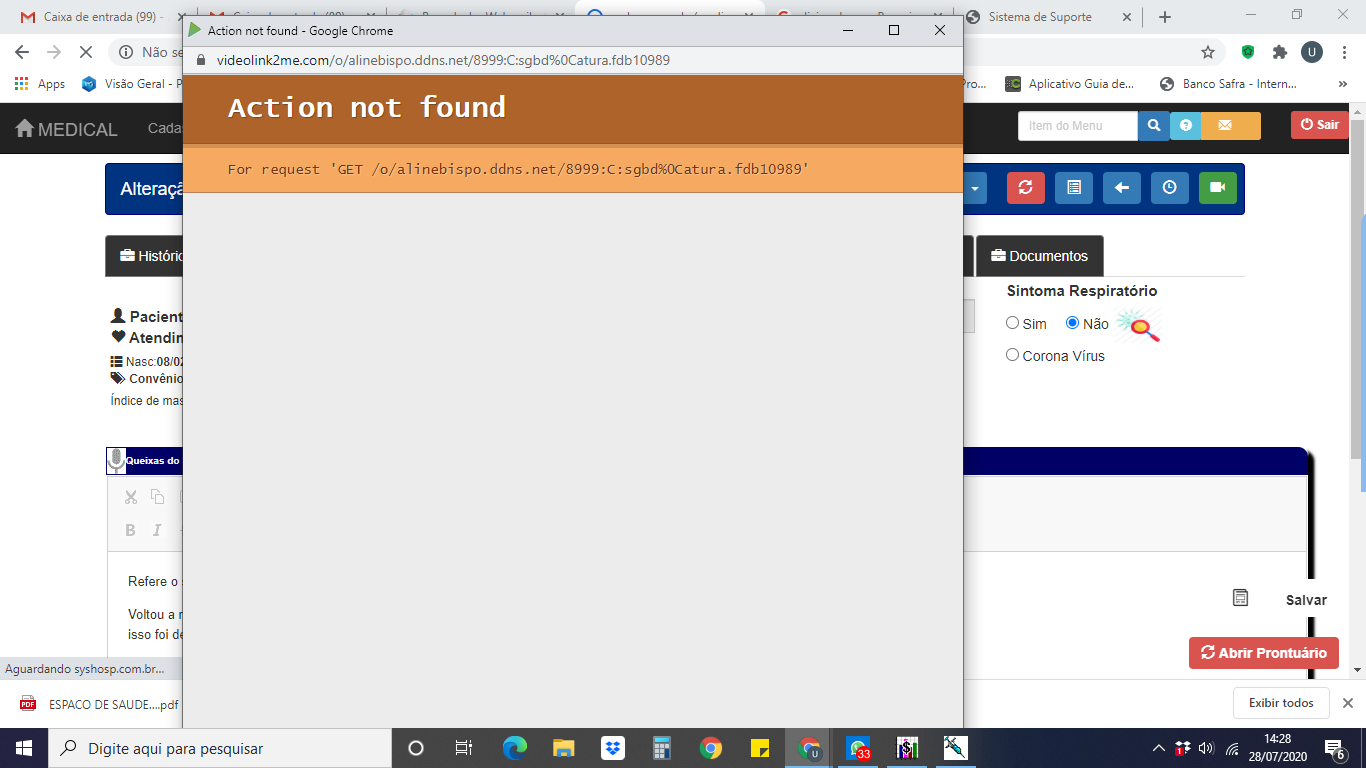 Caixa de entrada (99) -
Sistema de Suporte
Action not found - Google Chrome
Não se
videolink2me.com/o/alinebispo.ddns.net/8999:C:sgbd%0Catura.fdb10989
U
Apps
Visão Geral - P
Aplicativo Guia de...
Banco Safra - Intern...
»
Action not found
MEDICAL
Cada
Item do Menu
Sair
For request 'GET /o/alinebispo.ddns.net/8999:C:sgbd%0Catura.fdb10989'
Alteraçã
Históric
Documentos
Sintoma Respiratório
Pacient
Sim
Não
Atendim
Corona Vírus
Nasc:08/02
Convênio
Índice de mas
Queixas do
B I
Refere o s
Voltou a n
isso foi de
Salvar
Abrir Prontuário
Aguardando syshosp.com.br...
PDF
ESPACO DE SAUDE....pdf
Exibir todos
Digite aqui para pesquisar
U
33
1
14:28
28/07/2020
6